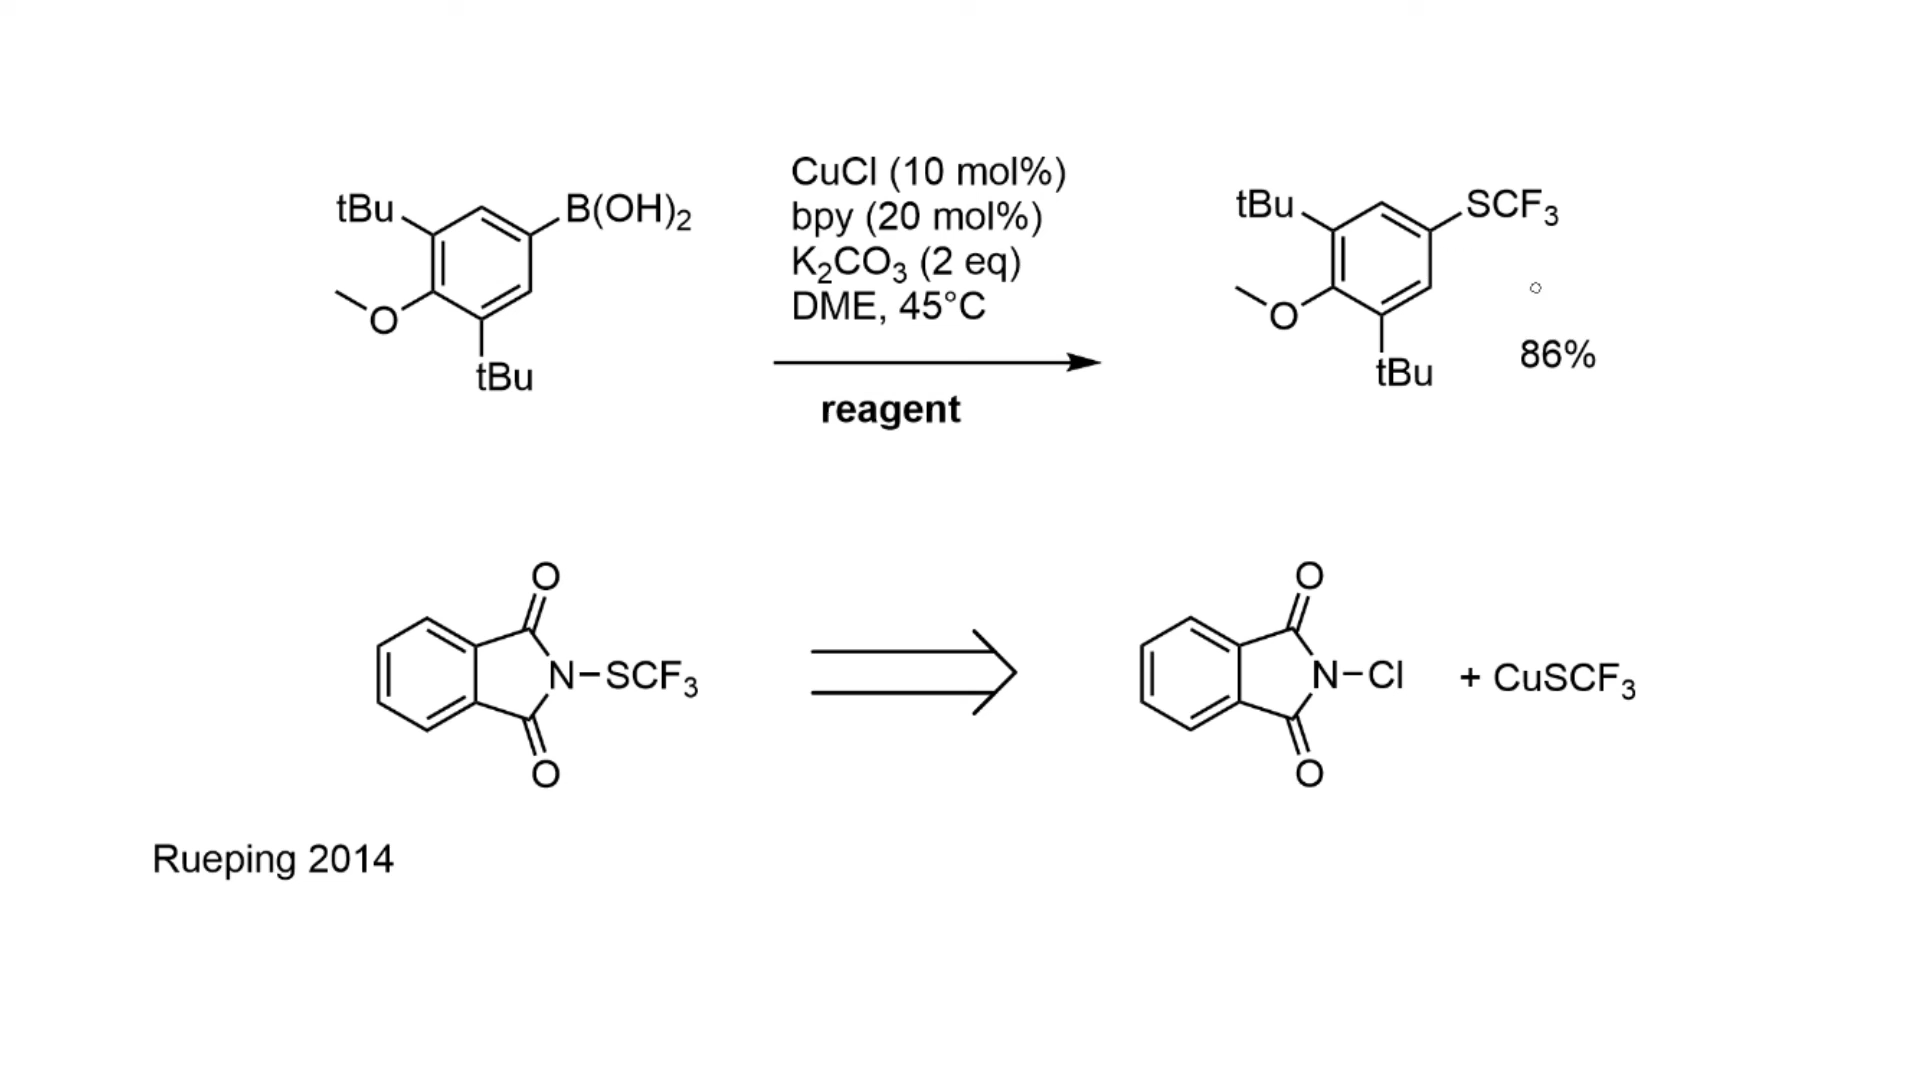 tBu
B(OH)₂
O
tBu
CuCl (10 mol%)
bpy (20 mol%)
K₂CO₃ (2 eq)
DME, 45°C
reagent
tBu
SCF₃
O
tBu
86%
O
N
SCF₃
O
O
N
Cl
O
+ CuSCF₃
Rueping 2014